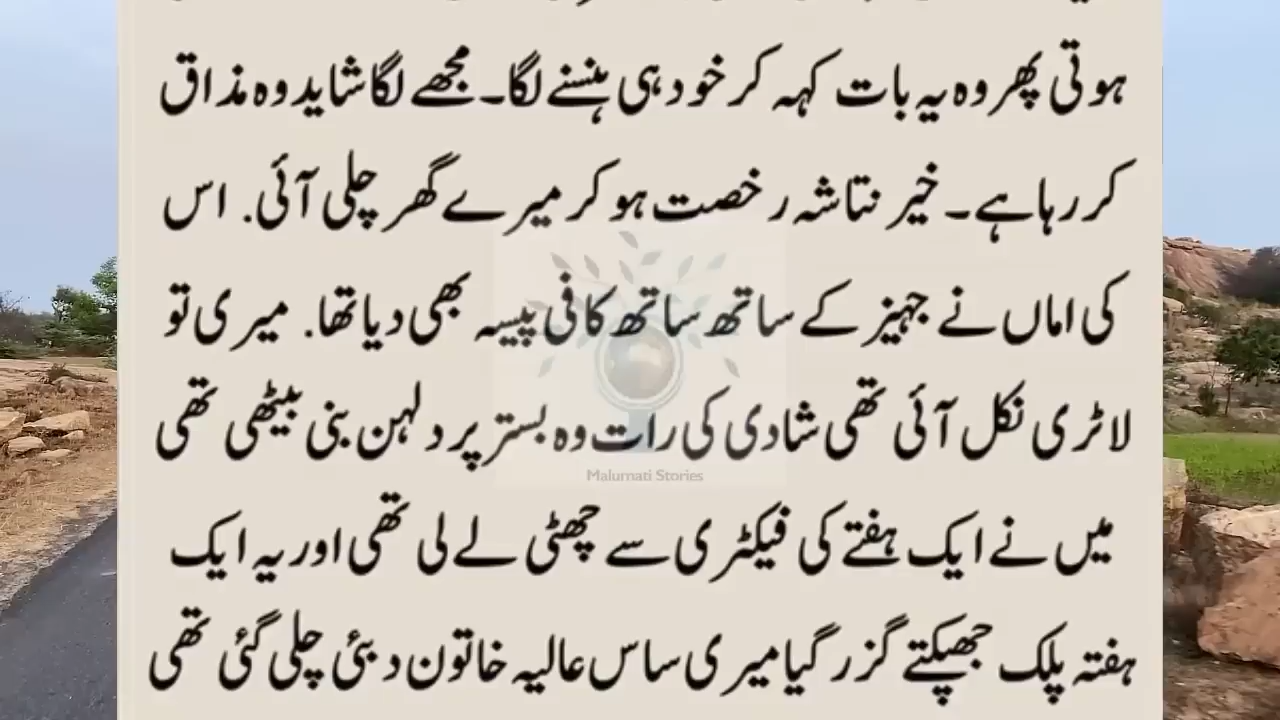 ہوتی پھر وہ یہ بات کہہ کر خود ہی ہنسنے لگا۔ مجھے لگا شاید وہ مذاق
کر رہا ہے۔ خیر نتاشہ رخصت ہو کر میرے گھر چلی آئی. اس
کی اماں نے جہیز کے ساتھ ساتھ کافی پیسہ بھی دیا تھا. میری تو
لاٹری نکل آئی تھی شادی کی رات وہ بستر پر دلہن بنی بیٹھی تھی
Malumati Stories
میں نے ایک ہفتے کی فیکٹری سے چھٹی لے لی تھی اور یہ ایک
ہفتہ پلک جھپکتے گزر گیا میری ساس عالیہ خاتون دبئی چلی گئی تھی